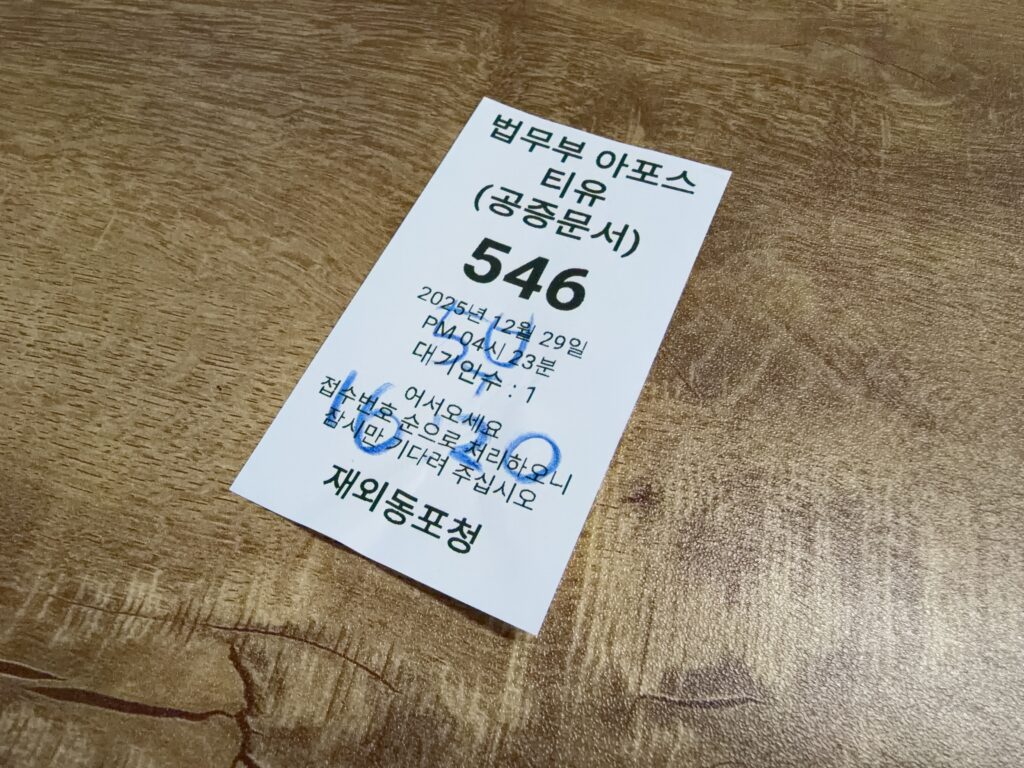 법무부 아포스
티유
(공증문서)
546
2025년 12월 29일
PM 04시 23분
대기인수 : 1
어서오세요
접수번호 순으로 처리하오니
잠시만 기다려 주십시오
재외동포청
16 20